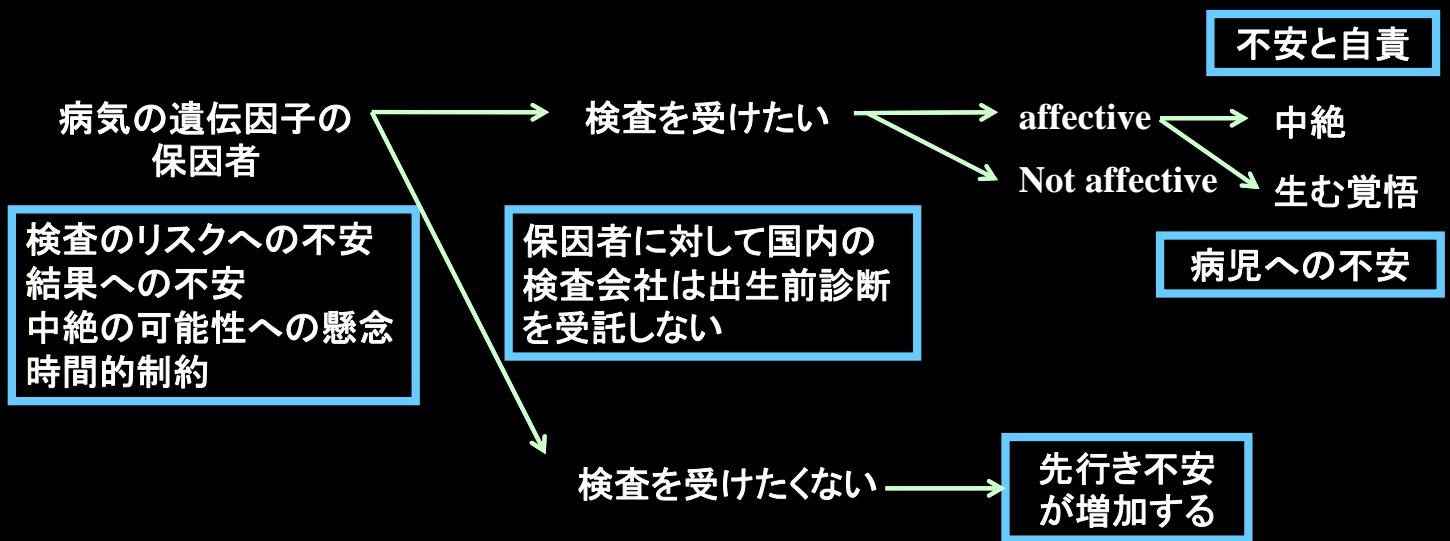 不安と自責
病気の遺伝因子の
保因者
検査を受けたい
affective
中絶
Not affective
生む覚悟
検査のリスクへの不安
結果への不安
中絶の可能性への懸念
時間的制約
保因者に対して国内の
検査会社は出生前診断
を受託しない
病児への不安
検査を受けたくない
先行き不安
が増加する